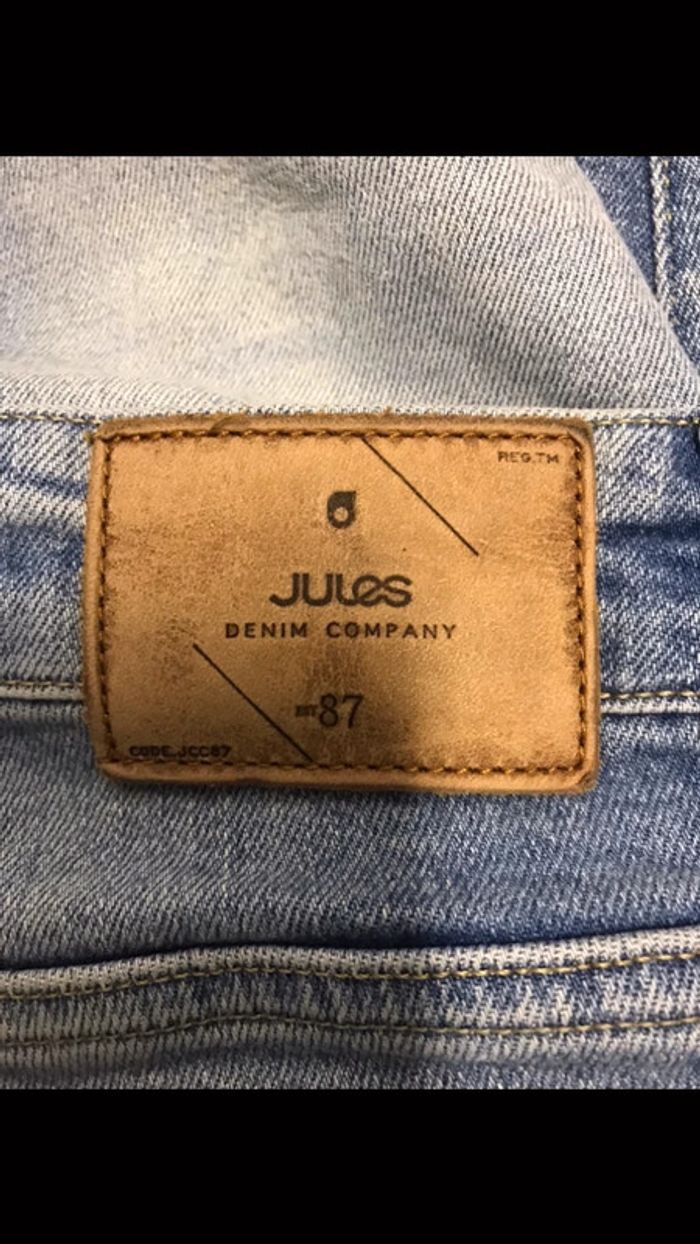 REG.TM
JULES
DENIM COMPANY
EST 87
CODE.JCC87